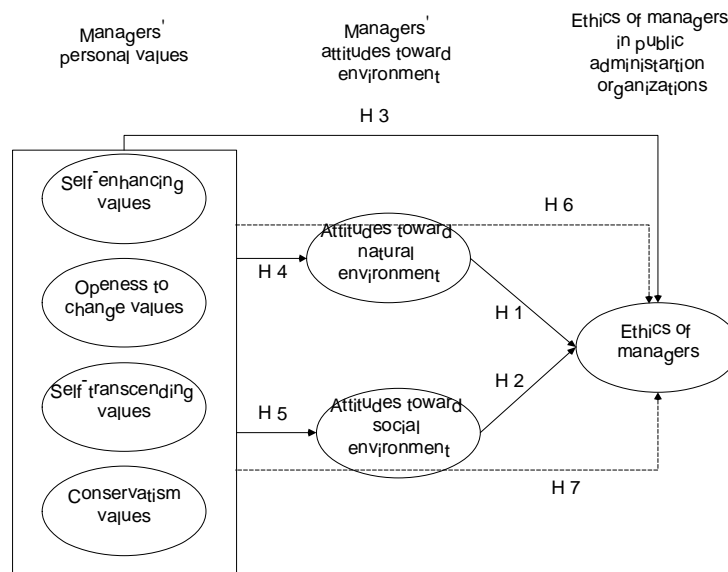 Managers'
personal values
Managers'
attitudes toward
environment
Ethics of managers
in public
administartion
organizations
H 3
Self-enhancing
values
H 6
Attitudes toward
natural
environment
H 4
Openess to
change values
H 1
Ethics of
managers
H 2
Self-transcending
values
H 5
Attitudes toward
social
environment
H 7
Conservatism
values